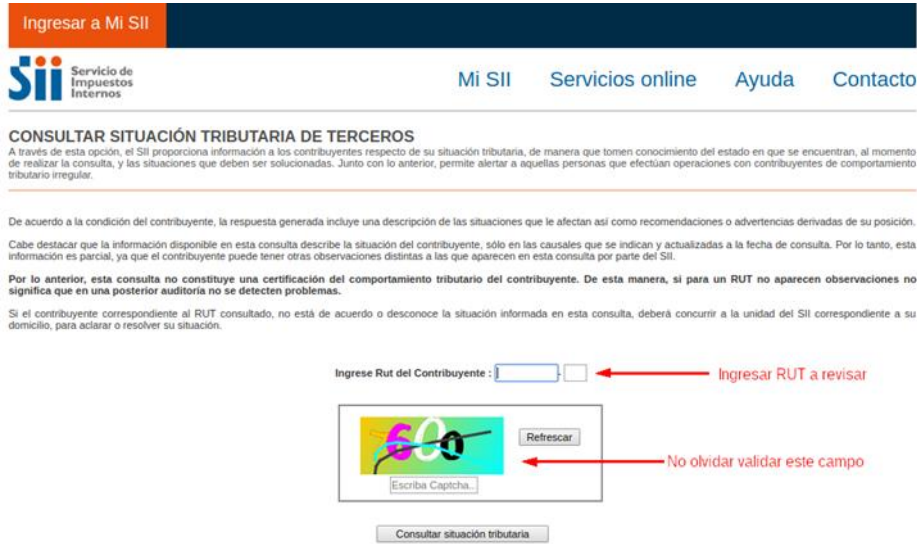 Ingresar a Mi SII
Sii Servicio de
Impuestos
Internos
Mi SII Servicios online Ayuda Contacto
CONSULTAR SITUACIÓN TRIBUTARIA DE TERCEROS
A través de esta opción, el SII proporciona información a los contribuyentes respecto de su situación tributaria, de manera que tomen conocimiento del estado en que se encuentran, al momento
de realizar la consulta, y las situaciones que deben ser solucionadas. Junto con lo anterior, permite alertar a aquellas personas que efectúan operaciones con contribuyentes de comportamiento
tributario irregular.
De acuerdo a la condición del contribuyente, la respuesta generada incluye una descripción de las situaciones que le afectan así como recomendaciones o advertencias derivadas de su posición.
Cabe destacar que la información disponible en esta consulta describe la situación del contribuyente, sólo en las causales que se indican y actualizadas a la fecha de consulta. Por lo tanto, esta
información es parcial, ya que el contribuyente puede tener otras observaciones distintas a las que aparecen en esta consulta por parte del SII.
Por lo anterior, esta consulta no constituye una certificación del comportamiento tributario del contribuyente. De esta manera, si para un RUT no aparecen observaciones no
significa que en una posterior auditoría no se detecten problemas.
Si el contribuyente correspondiente al RUT consultado, no está de acuerdo o desconoce la situación informada en esta consulta, deberá concurrir a la unidad del SII correspondiente a su
domicilio, para aclarar o resolver su situación.
Ingrese Rut del Contribuyente : - Ingresar RUT a revisar
Refrescar
No olvidar validar este campo
Escriba Captcha..
Consultar situación tributaria